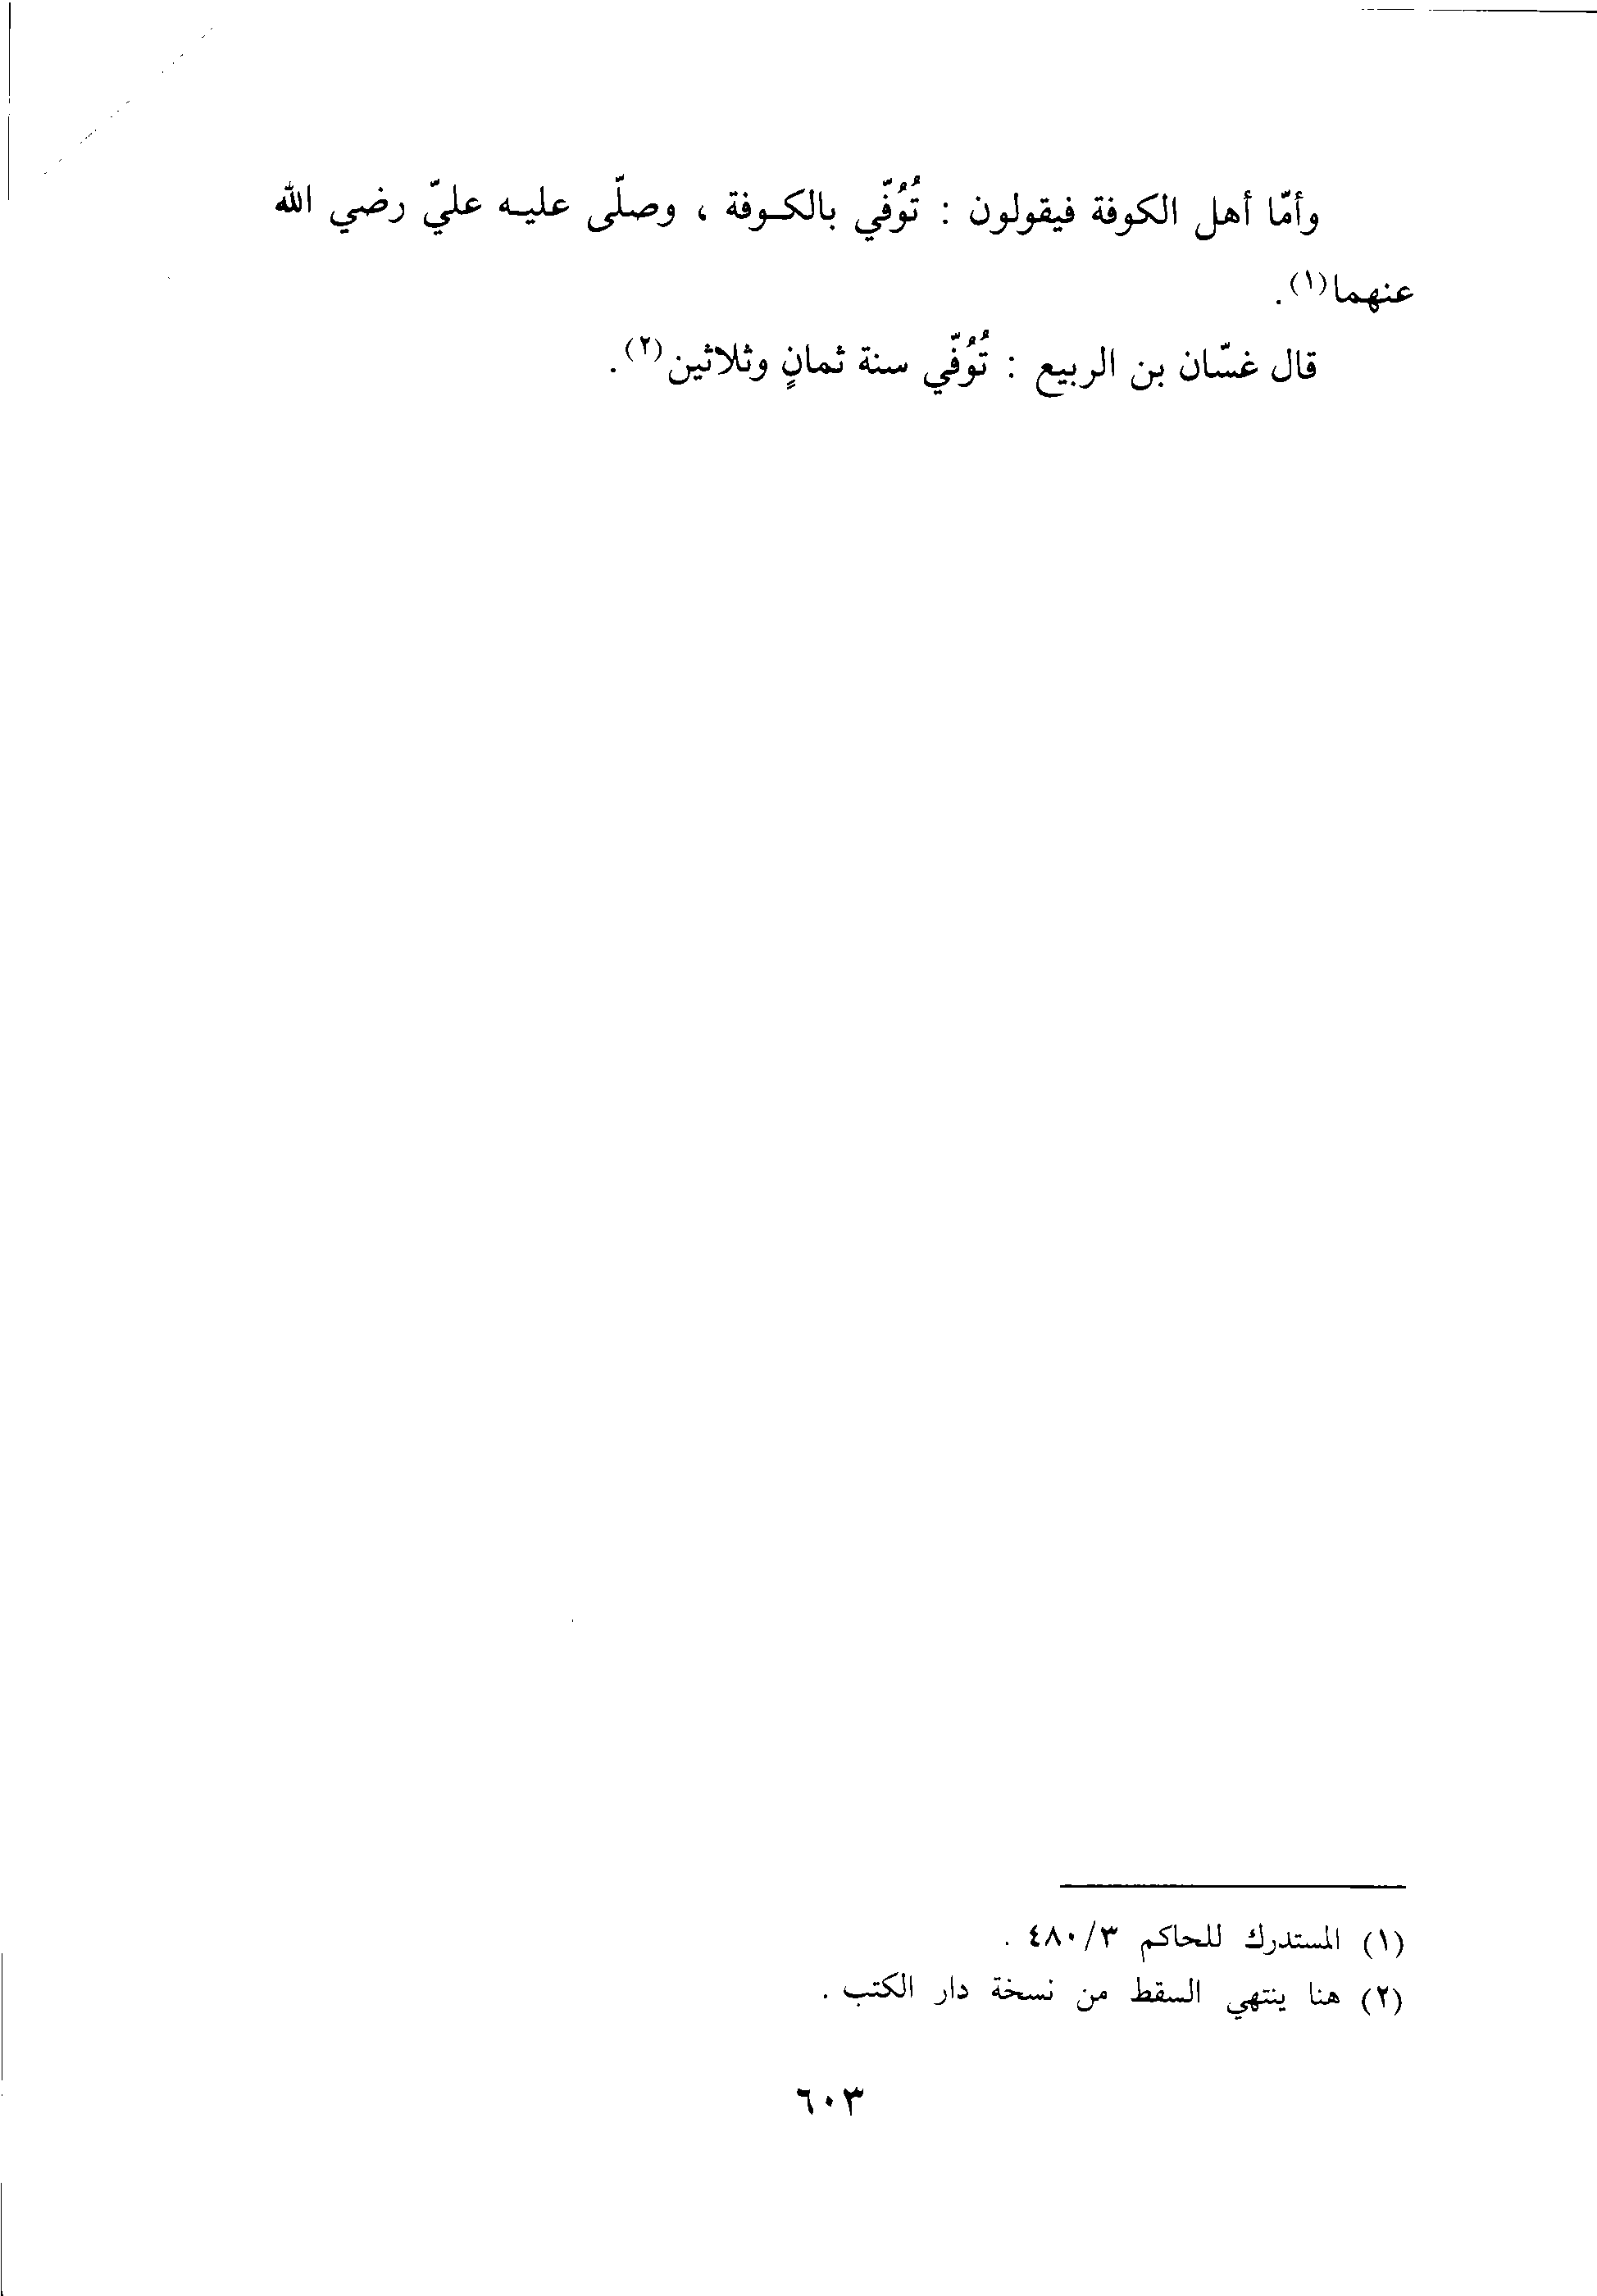 وأمّا أهل الكوفة فيقولون : تُوُفّي بالكوفة ، وصلّى عليه عليّ رضي الله
عنهما(١).
قال غسّان بن الربيع : تُوُفّي سنة ثمانٍ وثلاثين(٢).
(١) المستدرك للحاكم ٤٨٠/٣ .
(٢) هنا ينتهي السقط من نسخة دار الكتب .
٦٠٣